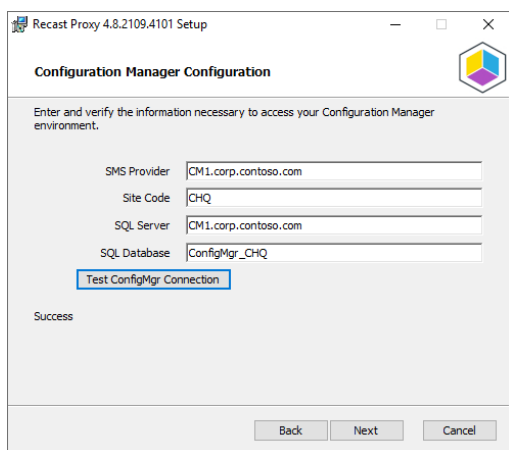 Recast Proxy 4.8.2109.4101 Setup
Configuration Manager Configuration
Enter and verify the information necessary to access your Configuration Manager
environment.
SMS Provider CM1.corp.contoso.com
Site Code CHQ
SQL Server CM1.corp.contoso.com
SQL Database ConfigMgr_CHQ
Test ConfigMgr Connection
Success
Back Next Cancel